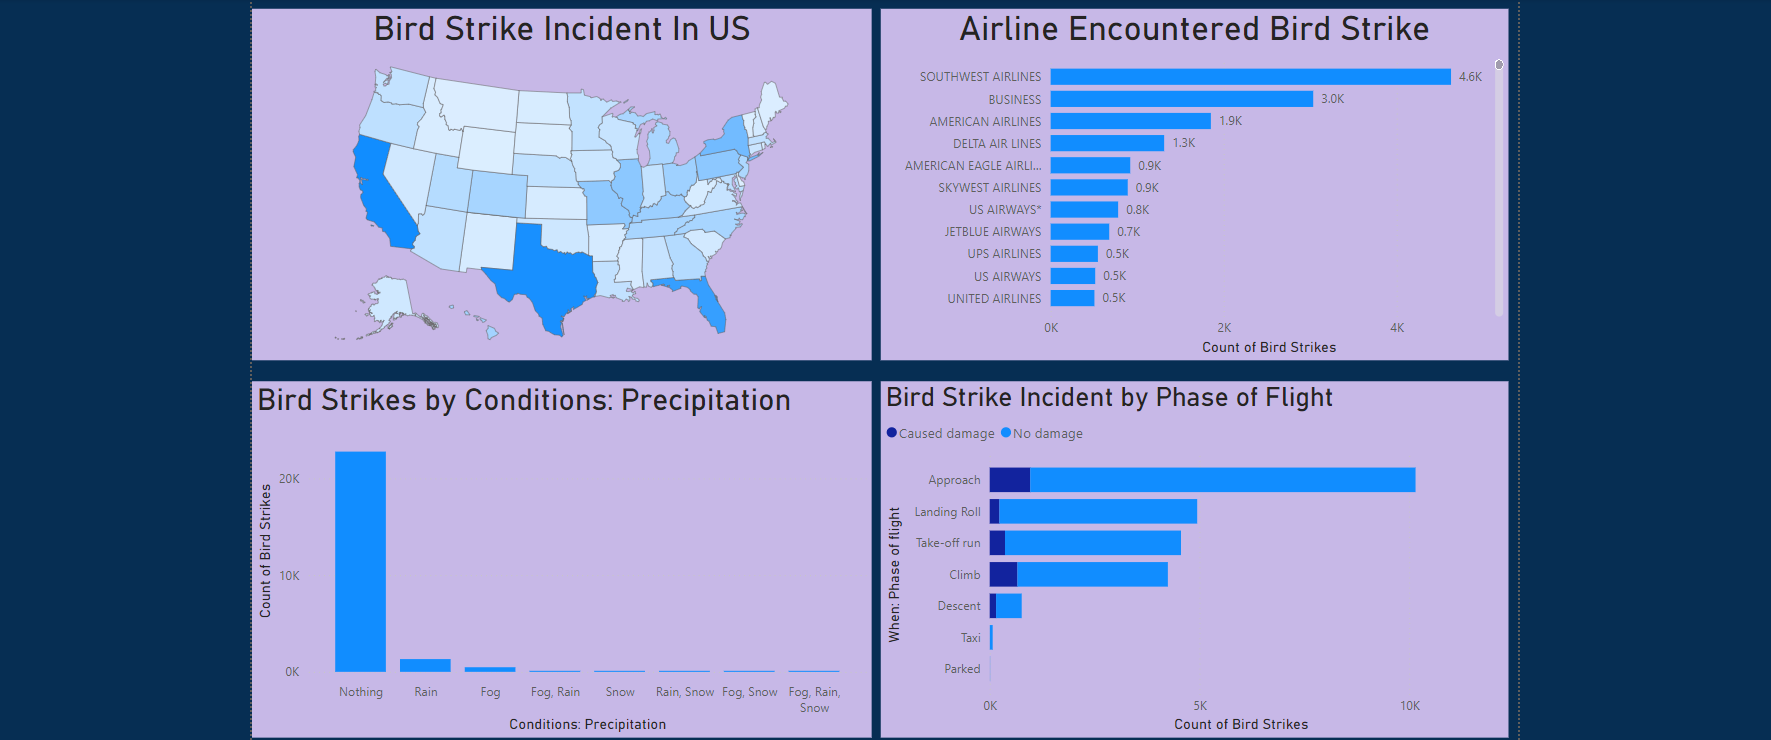 Bird Strike Incident In US
Airline Encountered Bird Strike
SOUTHWEST AIRLINES 4.6K
BUSINESS 3.0K
AMERICAN AIRLINES 1.9K
DELTA AIR LINES 1.3K
AMERICAN EAGLE AIRLI... 0.9K
SKYWEST AIRLINES 0.9K
US AIRWAYS* 0.8K
JETBLUE AIRWAYS 0.7K
UPS AIRLINES 0.5K
US AIRWAYS 0.5K
UNITED AIRLINES 0.5K
0K 2K 4K
Count of Bird Strikes
Bird Strikes by Conditions: Precipitation
Count of Bird Strikes
20K
10K
0K
Nothing Rain Fog Fog, Rain Snow Rain, Snow Fog, Snow Fog, Rain,
Snow
Conditions: Precipitation
Bird Strike Incident by Phase of Flight
Caused damage No damage
When: Phase of flight
Approach
Landing Roll
Take-off run
Climb
Descent
Taxi
Parked
0K 5K 10K
Count of Bird Strikes